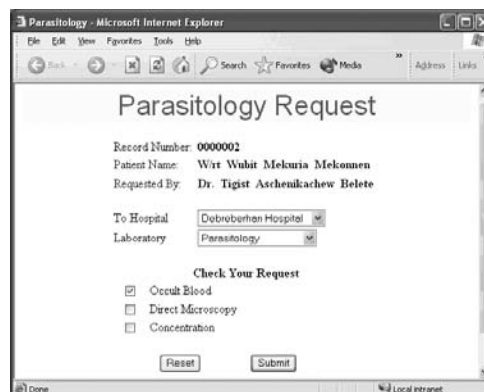 Parasitology - Microsoft Internet Explorer
File Edit View Favorites Tools Help
Back Search Favorites Media » Address Links
Parasitology Request
Record Number: 0000002
Patient Name: W/rt Wubit Mekuria Mekonnen
Requested By: Dr. Tigist Aschenikachew Belete
To Hospital Debreberhan Hospital
Laboratory Parasitology
Check Your Request
Occult Blood
Direct Microscopy
Concentration
Reset Submit
Done Local intranet